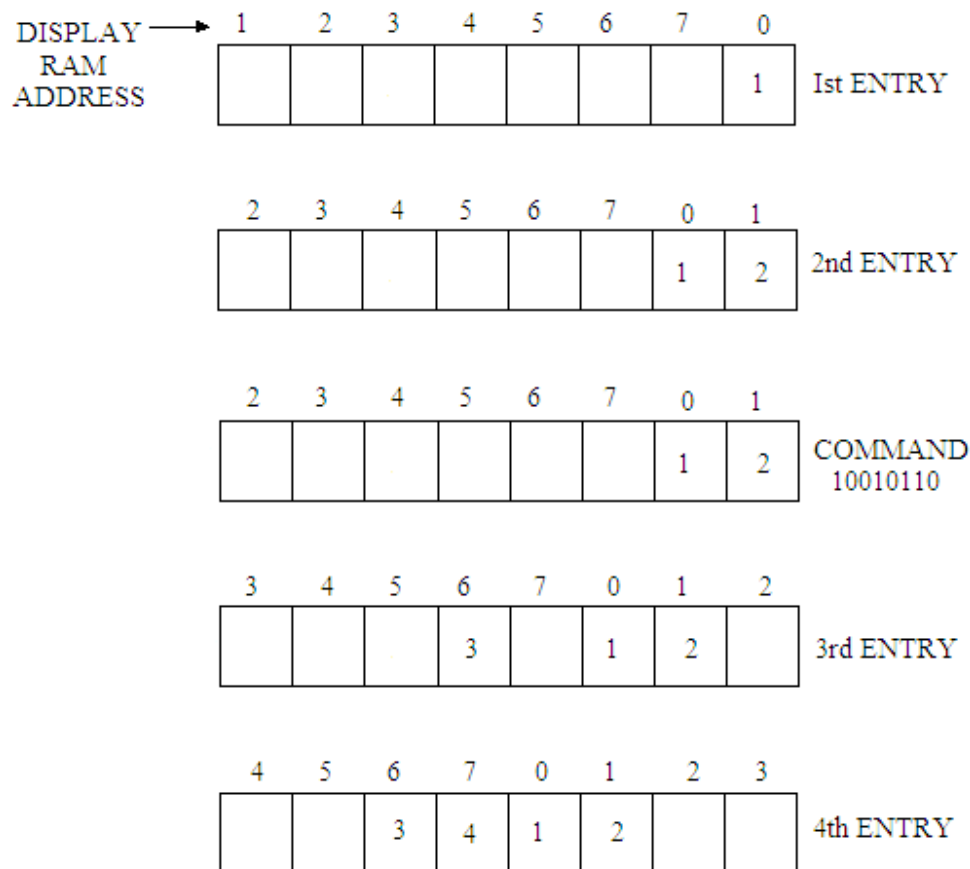 DISPLAY
RAM
ADDRESS
1 2 3 4 5 6 7 0
1
Ist ENTRY
2 3 4 5 6 7 0 1
1 2
2nd ENTRY
2 3 4 5 6 7 0 1
1 2
COMMAND
10010110
3 4 5 6 7 0 1 2
3 1 2
3rd ENTRY
4 5 6 7 0 1 2 3
3 4 1 2
4th ENTRY